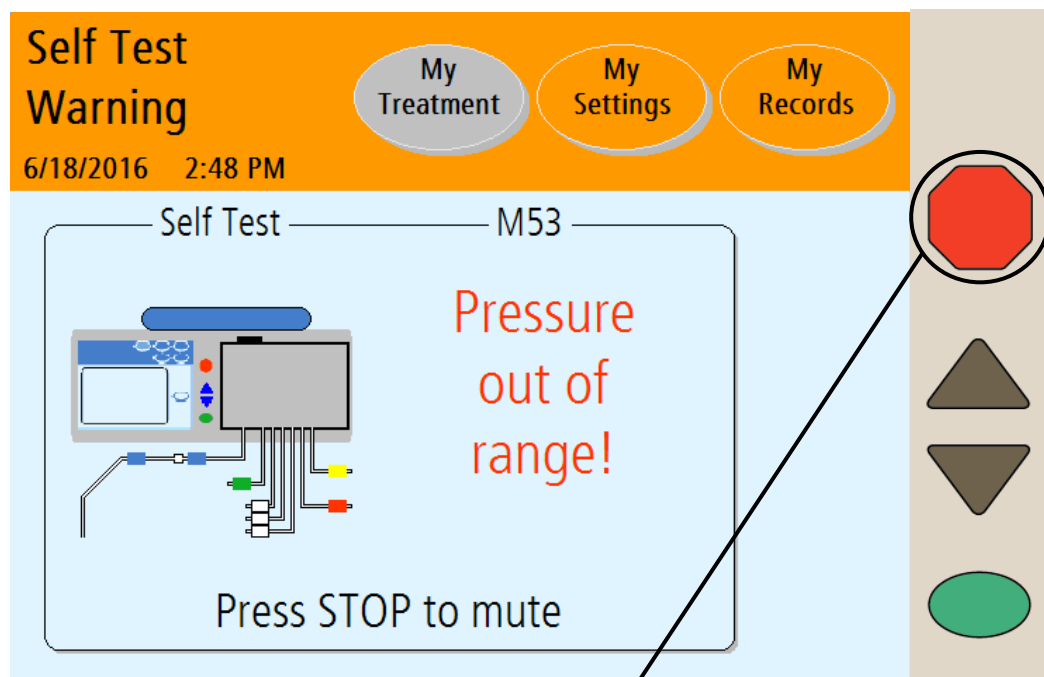 Self Test
Warning
6/18/2016 2:48 PM
My
Treatment
My
Settings
My
Records
Self Test
M53
Pressure
out of
range!
Press STOP to mute